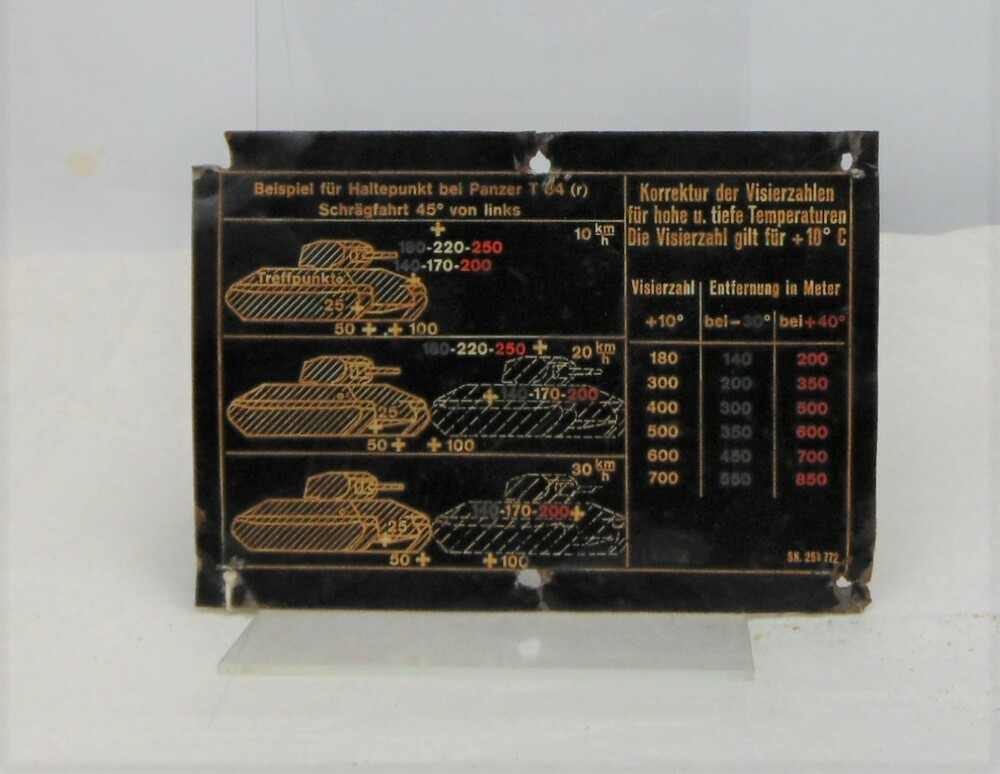 Beispiel für Haltepunkt bei Panzer T 34 (r)
Schrägfahrt 45° von links
10 km/h
180-220-250
140-170-200
Treffpunkte
25
50 100
180-220-250
20 km/h
140-170-200
25
50 100
30 km/h
140-170-200
25
50 100
Korrektur der Visierzahlen
für hohe u. tiefe Temperaturen
Die Visierzahl gilt für +10° C
Visierzahl Entfernung in Meter
+10° bei-30° bei+40°
180 140 200
300 200 350
400 300 500
500 350 600
600 450 700
700 550 850
SK. 251 772